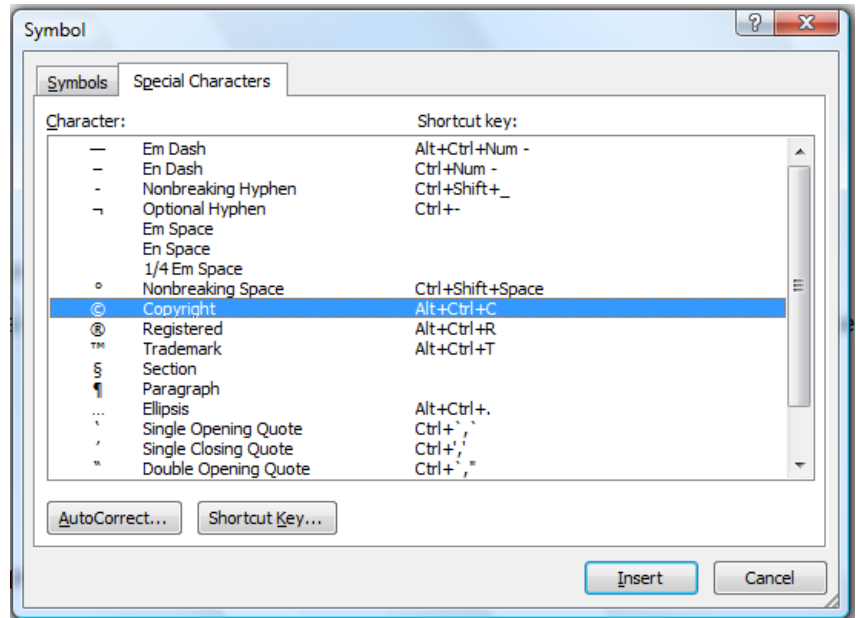 Symbol
Symbols Special Characters
Character: Shortcut key:
— Em Dash Alt+Ctrl+Num -
– En Dash Ctrl+Num -
- Nonbreaking Hyphen Ctrl+Shift+_
¬ Optional Hyphen Ctrl+-
Em Space
En Space
1/4 Em Space
° Nonbreaking Space Ctrl+Shift+Space
© Copyright Alt+Ctrl+C
® Registered Alt+Ctrl+R
™ Trademark Alt+Ctrl+T
§ Section
¶ Paragraph
… Ellipsis Alt+Ctrl+.
‘ Single Opening Quote Ctrl+`,`
’ Single Closing Quote Ctrl+','
“ Double Opening Quote Ctrl+`,"
AutoCorrect... Shortcut Key...
Insert Cancel